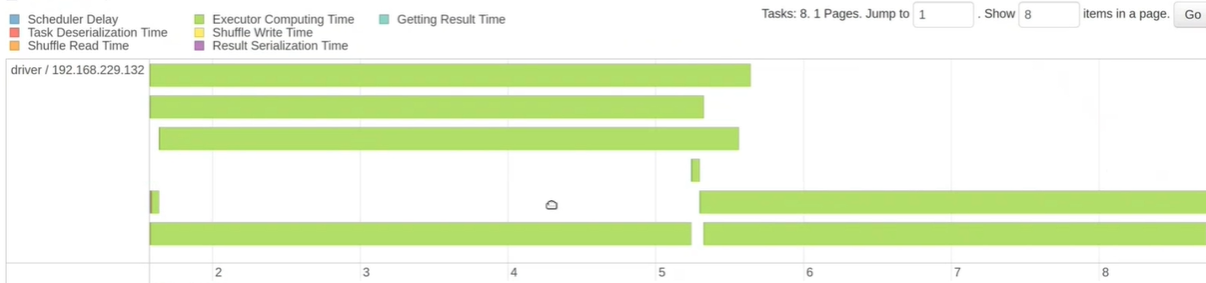 Scheduler Delay Executor Computing Time Getting Result Time
Task Deserialization Time Shuffle Write Time
Shuffle Read Time Result Serialization Time
Tasks: 8. 1 Pages. Jump to 1 . Show 8 items in a page. Go
driver / 192.168.229.132
2 3 4 5 6 7 8